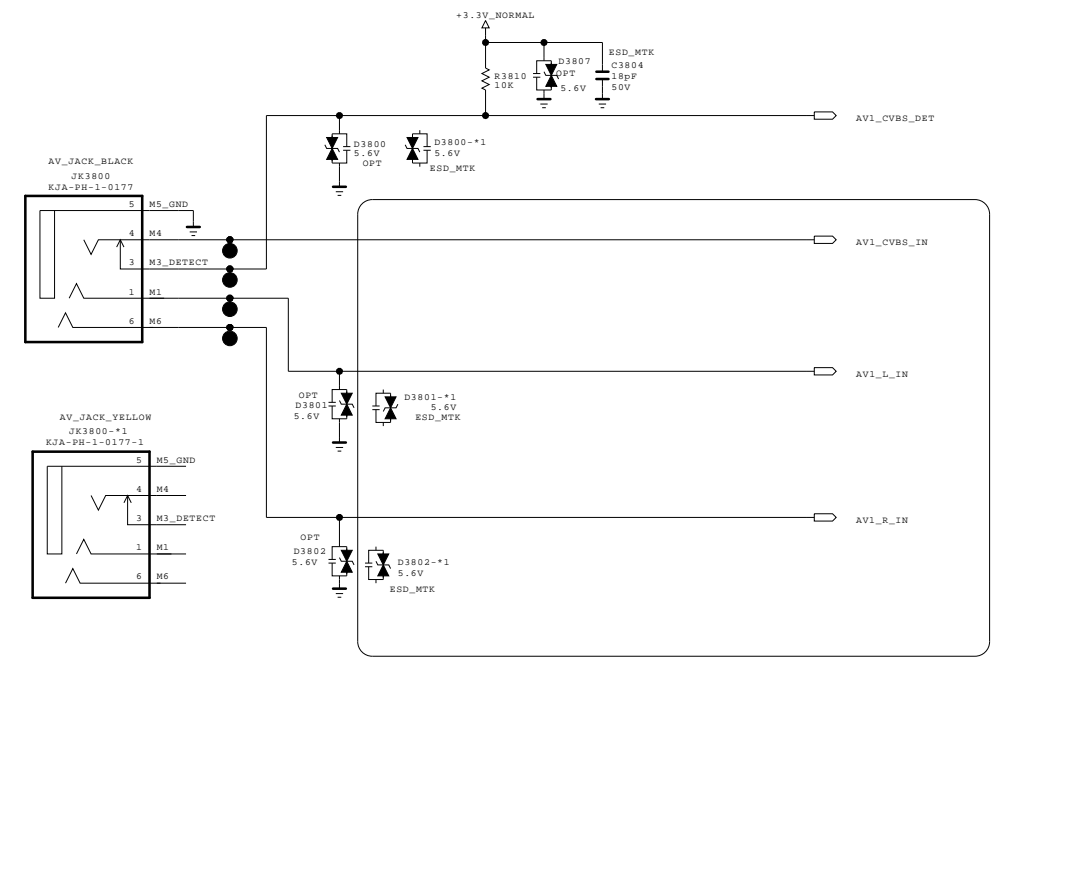 +3.3V_NORMAL
ESD_MTK
D3807
OPT
5.6V
C3804
18pF
50V
R3810
10K
AV1_CVBS_DET
D3800
5.6V
OPT
D3800-*1
5.6V
ESD_MTK
AV_JACK_BLACK
JK3800
KJA-PH-1-0177
5 M5_GND
4 M4
3 M3_DETECT
1 M1
6 M6
AV1_CVBS_IN
AV1_L_IN
OPT
D3801
5.6V
D3801-*1
5.6V
ESD_MTK
AV_JACK_YELLOW
JK3800-*1
KJA-PH-1-0177-1
5 M5_GND
4 M4
3 M3_DETECT
1 M1
6 M6
AV1_R_IN
OPT
D3802
5.6V
D3802-*1
5.6V
ESD_MTK